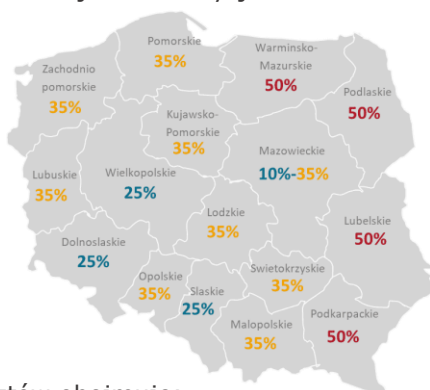 Pomorskie
35%
Warminsko-
Mazurskie
50%
Zachodnio
pomorskie
35%
Podlaskie
50%
Kujawsko-
Pomorskie
35%
Mazowieckie
10%-35%
Lubuskie
35%
Wielkopolskie
25%
Lodzkie
35%
Lubelskie
50%
Dolnoslaskie
25%
Opolskie
35%
Slaskie
25%
Swietokrzyskie
35%
Malopolskie
35%
Podkarpackie
50%